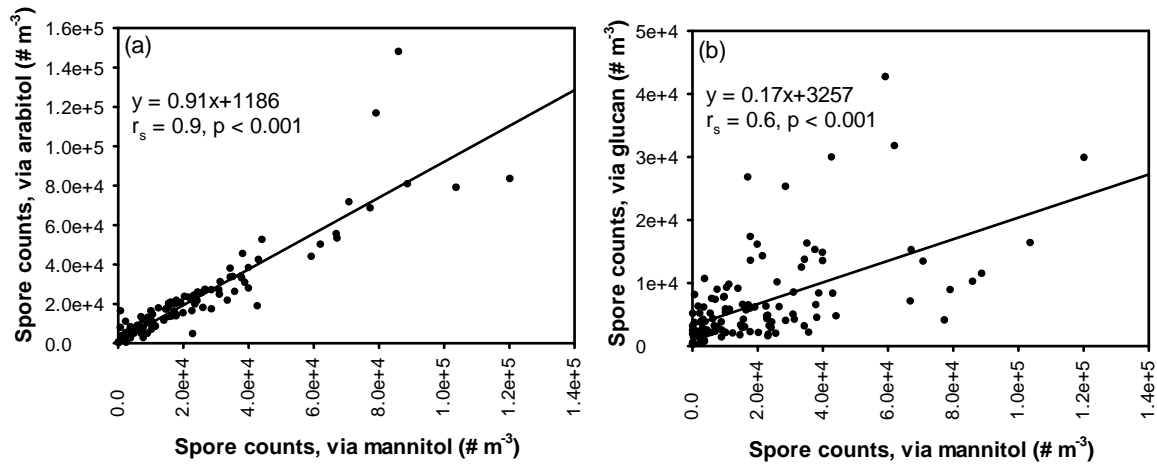 (a)
y = 0.91x+1186
r_s = 0.9, p < 0.001
Spore counts, via arabitol (# m^-3)
1.6e+5
1.4e+5
1.2e+5
1.0e+5
8.0e+4
6.0e+4
4.0e+4
2.0e+4
0.0
0.0
2.0e+4
4.0e+4
6.0e+4
8.0e+4
1.0e+5
1.2e+5
1.4e+5
Spore counts, via mannitol (# m^-3)
(b)
y = 0.17x+3257
r_s = 0.6, p < 0.001
Spore counts, via glucan (# m^-3)
5e+4
4e+4
3e+4
2e+4
1e+4
0
0.0
2.0e+4
4.0e+4
6.0e+4
8.0e+4
1.0e+5
1.2e+5
1.4e+5
Spore counts, via mannitol (# m^-3)